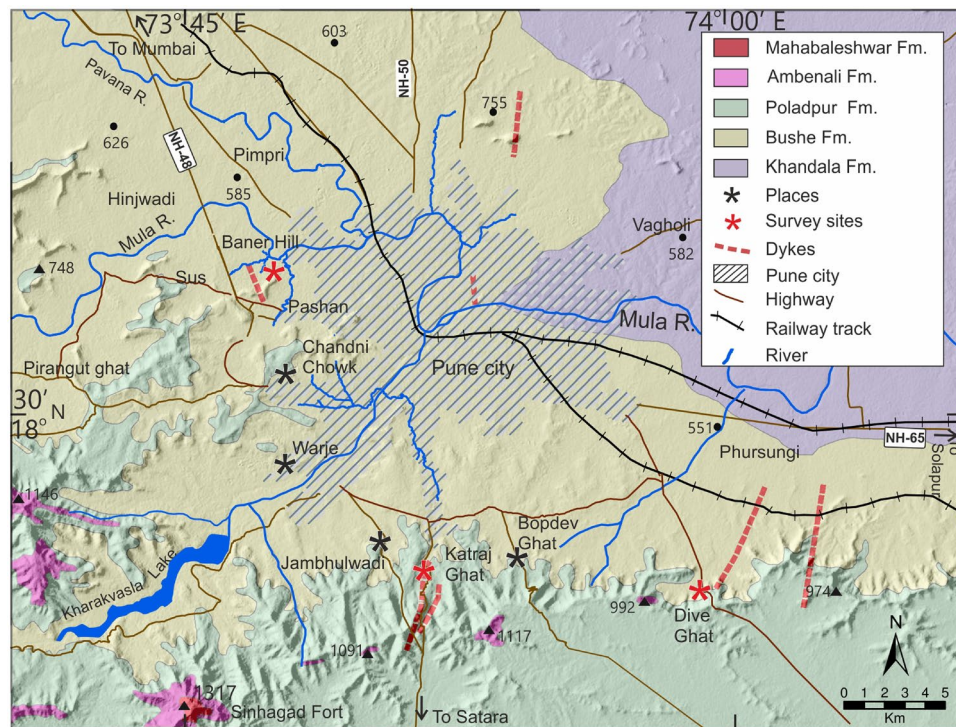 73°45' E
74°00' E
To Mumbai
603
NH-50
Pavana R.
755
626
NH-48
Pimpri
585
Hinjwadi
Mula R.
Baner Hill
Vagholi
582
748
Sus
Pashan
Mula R.
Chandni
Chowk
Pirangut ghat
Pune city
30' N
18°
551
NH-65
To
Solapur
Phursungi
Warje
1146
Kharakvasla Lake
Jambhulwadi
Katraj
Ghat
Bopdev
Ghat
992
Dive
Ghat
974
1117
1091
1317
Sinhagad Fort
To Satara
N
0 1 2 3 4 5
Km
Mahabaleshwar Fm.
Ambenali Fm.
Poladpur Fm.
Bushe Fm.
Khandala Fm.
Places
Survey sites
Dykes
Pune city
Highway
Railway track
River